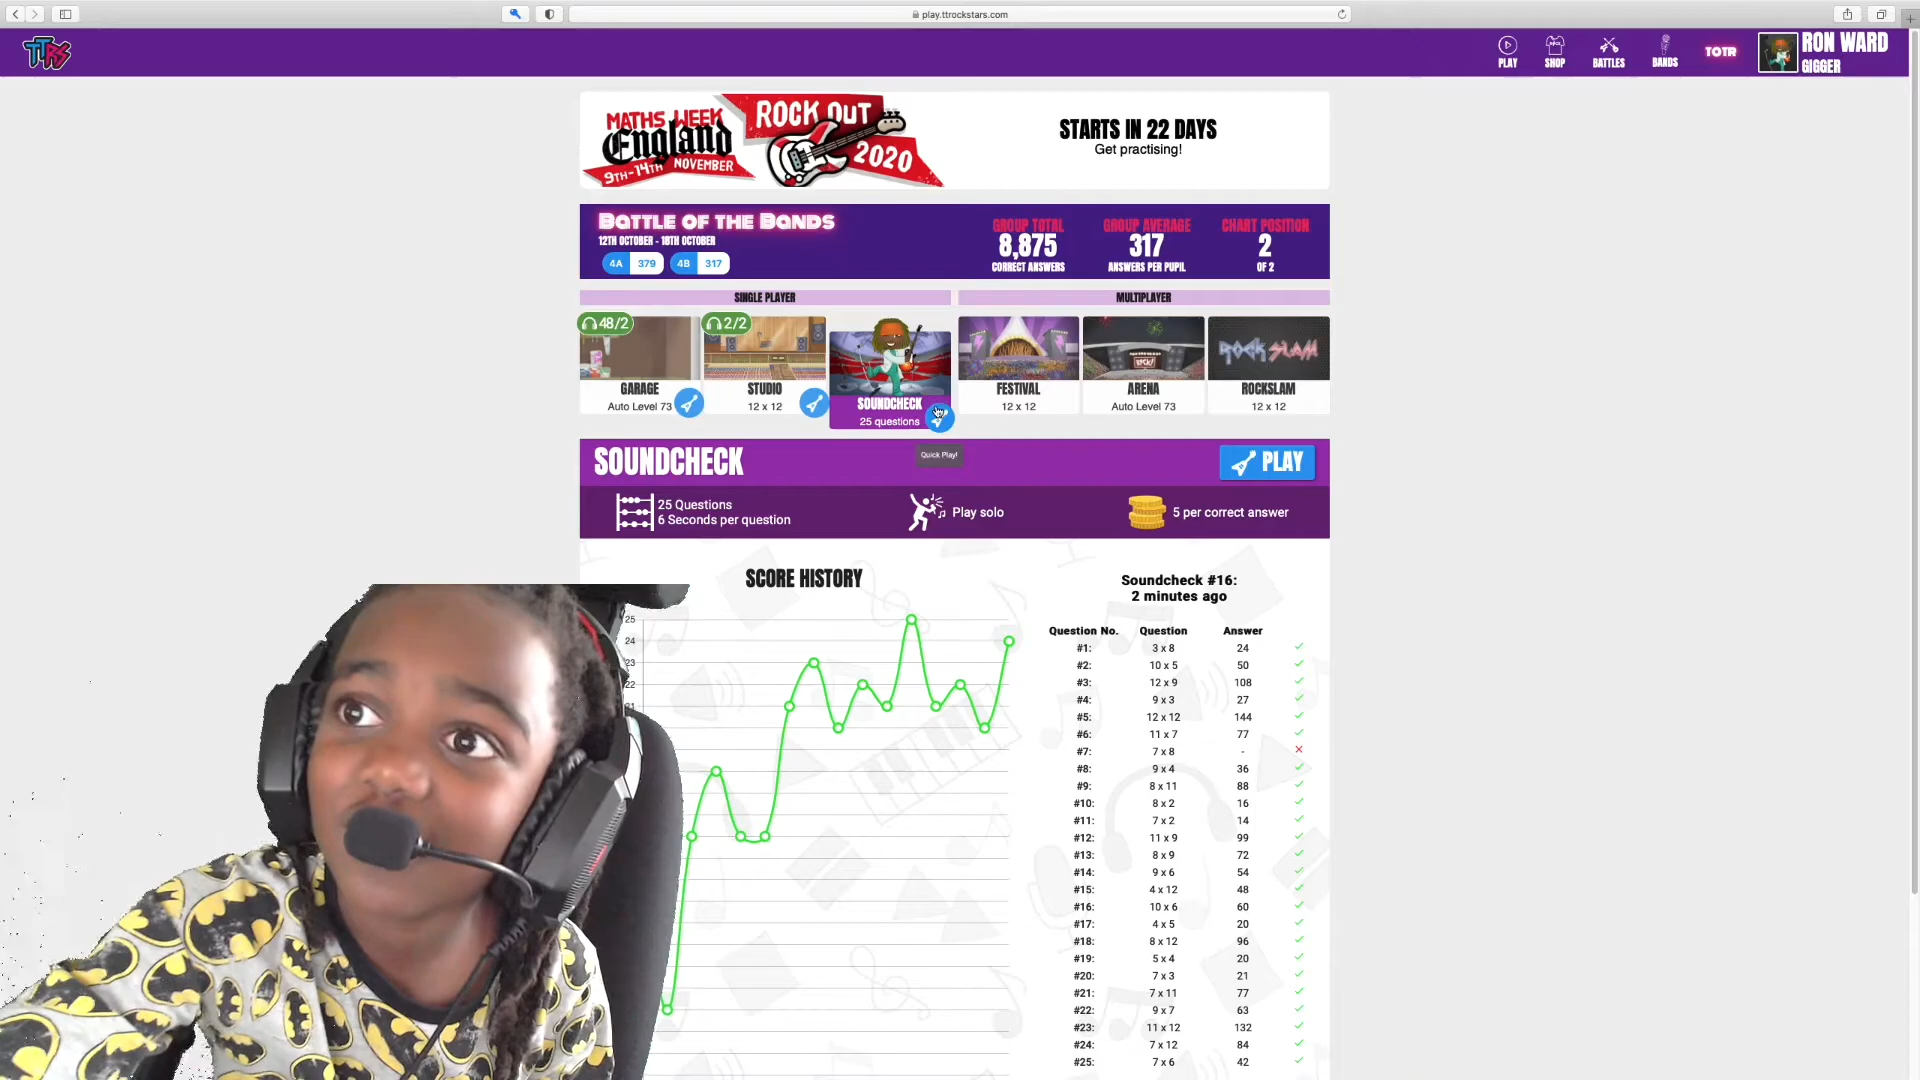 play.ttrockstars.com
TTRS
PLAY
SHOP
BATTLES
BANDS
TOTR
RON WARD
GIGGER
MATHS WEEK
England
9TH-14TH NOVEMBER
ROCK OUT
2020
STARTS IN 22 DAYS
Get practising!
BATTLE OF THE BANDS
12TH OCTOBER - 18TH OCTOBER
4A 379 4B 317
GROUP TOTAL
8,875
CORRECT ANSWERS
GROUP AVERAGE
317
ANSWERS PER PUPIL
CHART POSITION
2
OF 2
SINGLE PLAYER
MULTIPLAYER
48/2
GARAGE
Auto Level 73
2/2
STUDIO
12 x 12
SOUNDCHECK
25 questions
FESTIVAL
12 x 12
ROCK!
ARENA
Auto Level 73
ROCK SLAM
ROCKSLAM
12 x 12
SOUNDCHECK
Quick Play!
PLAY
25 Questions
6 Seconds per question
Play solo
5 per correct answer
SCORE HISTORY
25
24
23
22
21
Soundcheck #16:
2 minutes ago
Question No. Question Answer
#1: 3 x 8 24
#2: 10 x 5 50
#3: 12 x 9 108
#4: 9 x 3 27
#5: 12 x 12 144
#6: 11 x 7 77
#7: 7 x 8 -
#8: 9 x 4 36
#9: 8 x 11 88
#10: 8 x 2 16
#11: 7 x 2 14
#12: 11 x 9 99
#13: 8 x 9 72
#14: 9 x 6 54
#15: 4 x 12 48
#16: 10 x 6 60
#17: 4 x 5 20
#18: 8 x 12 96
#19: 5 x 4 20
#20: 7 x 3 21
#21: 7 x 11 77
#22: 9 x 7 63
#23: 11 x 12 132
#24: 7 x 12 84
#25: 7 x 6 42